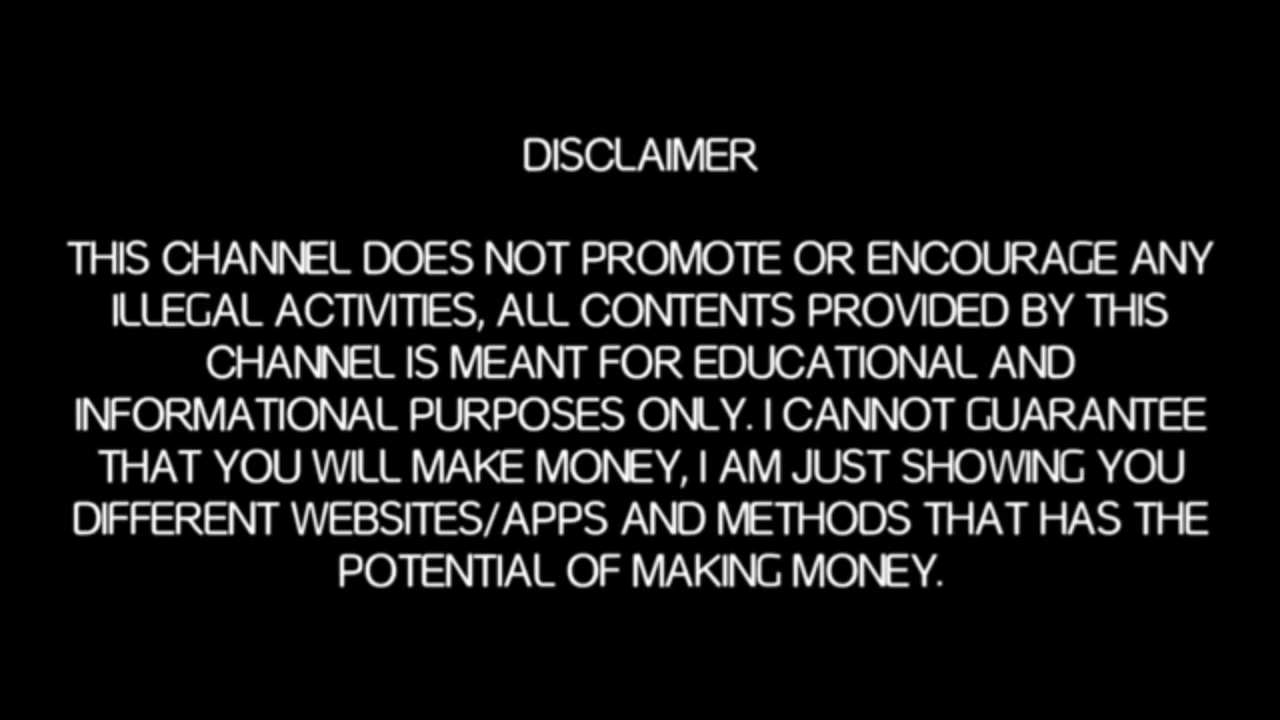 DISCLAIMER
THIS CHANNEL DOES NOT PROMOTE OR ENCOURAGE ANY
ILLEGAL ACTIVITIES, ALL CONTENTS PROVIDED BY THIS
CHANNEL IS MEANT FOR EDUCATIONAL AND
INFORMATIONAL PURPOSES ONLY. I CANNOT GUARANTEE
THAT YOU WILL MAKE MONEY, I AM JUST SHOWING YOU
DIFFERENT WEBSITES/APPS AND METHODS THAT HAS THE
POTENTIAL OF MAKING MONEY.